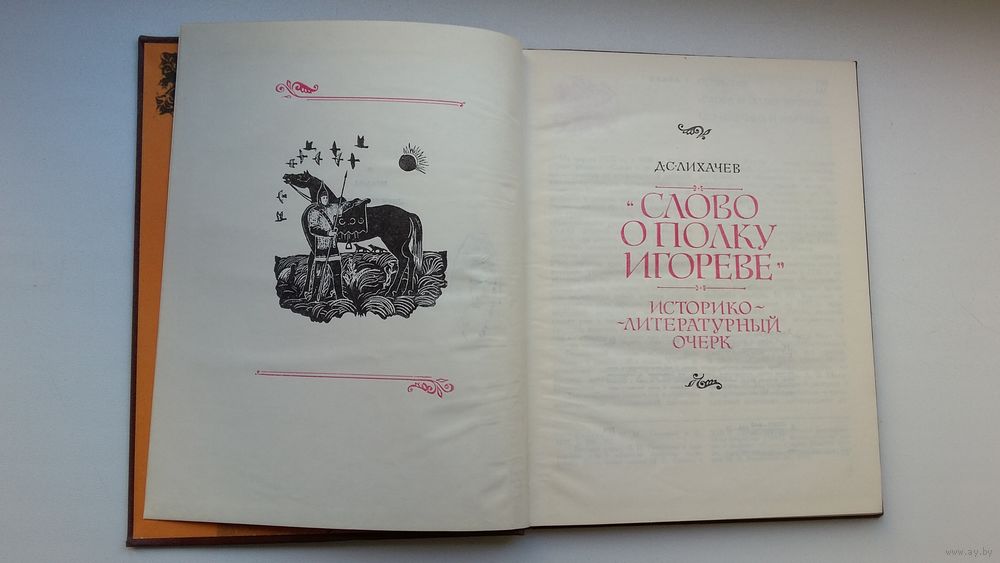 Д·С·ЛИХАЧЕВ
“СЛОВО
О ПОЛКУ
ИГОРЕВЕ”
ИСТОРИКО-
-ЛИТЕРАТУРНЫЙ
ОЧЕРК
www.ay.by